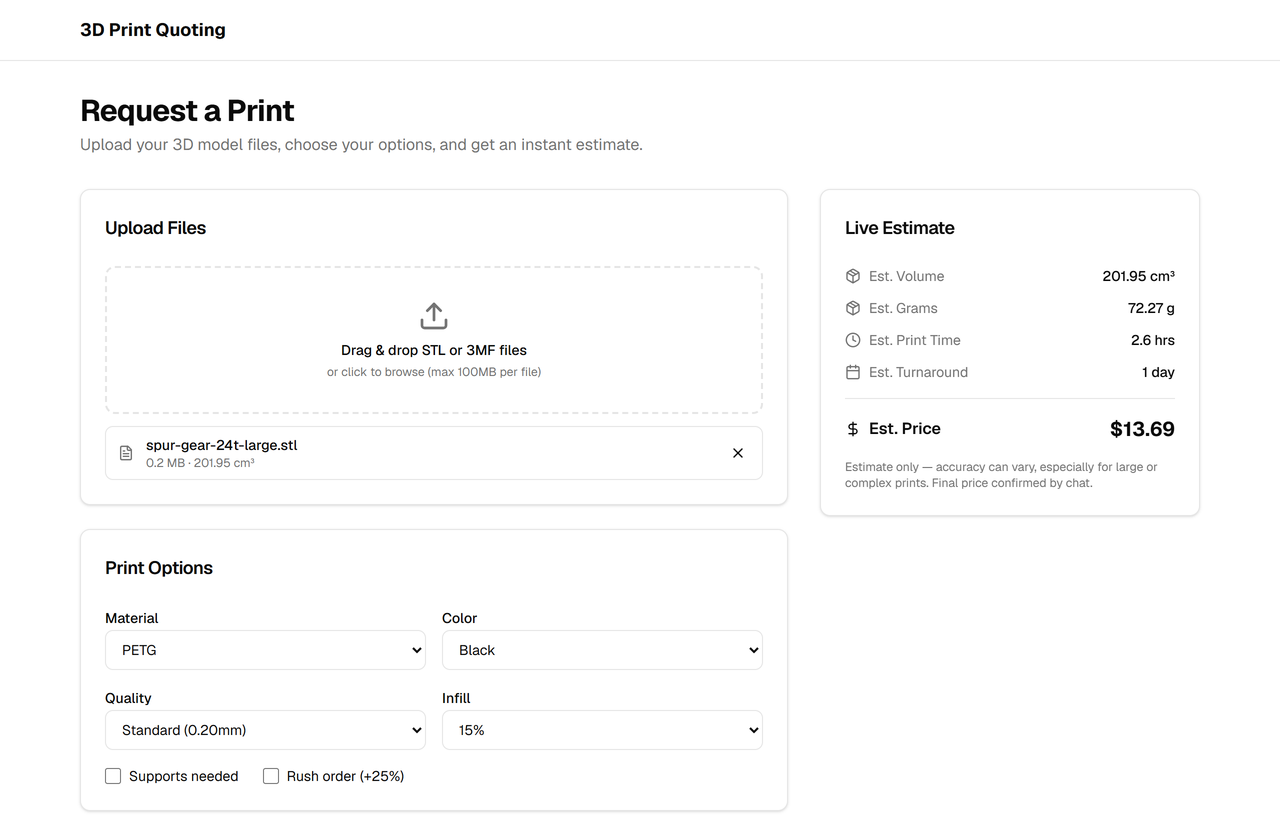 3D Print Quoting
Request a Print
Upload your 3D model files, choose your options, and get an instant estimate.
Upload Files
Drag & drop STL or 3MF files
or click to browse (max 100MB per file)
spur-gear-24t-large.stl
0.2 MB · 201.95 cm³
Print Options
Material
Color
PETG
Black
Quality
Infill
Standard (0.20mm)
15%
Supports needed
Rush order (+25%)
Live Estimate
Est. Volume 201.95 cm³
Est. Grams 72.27 g
Est. Print Time 2.6 hrs
Est. Turnaround 1 day
Est. Price $13.69
Estimate only — accuracy can vary, especially for large or
complex prints. Final price confirmed by chat.